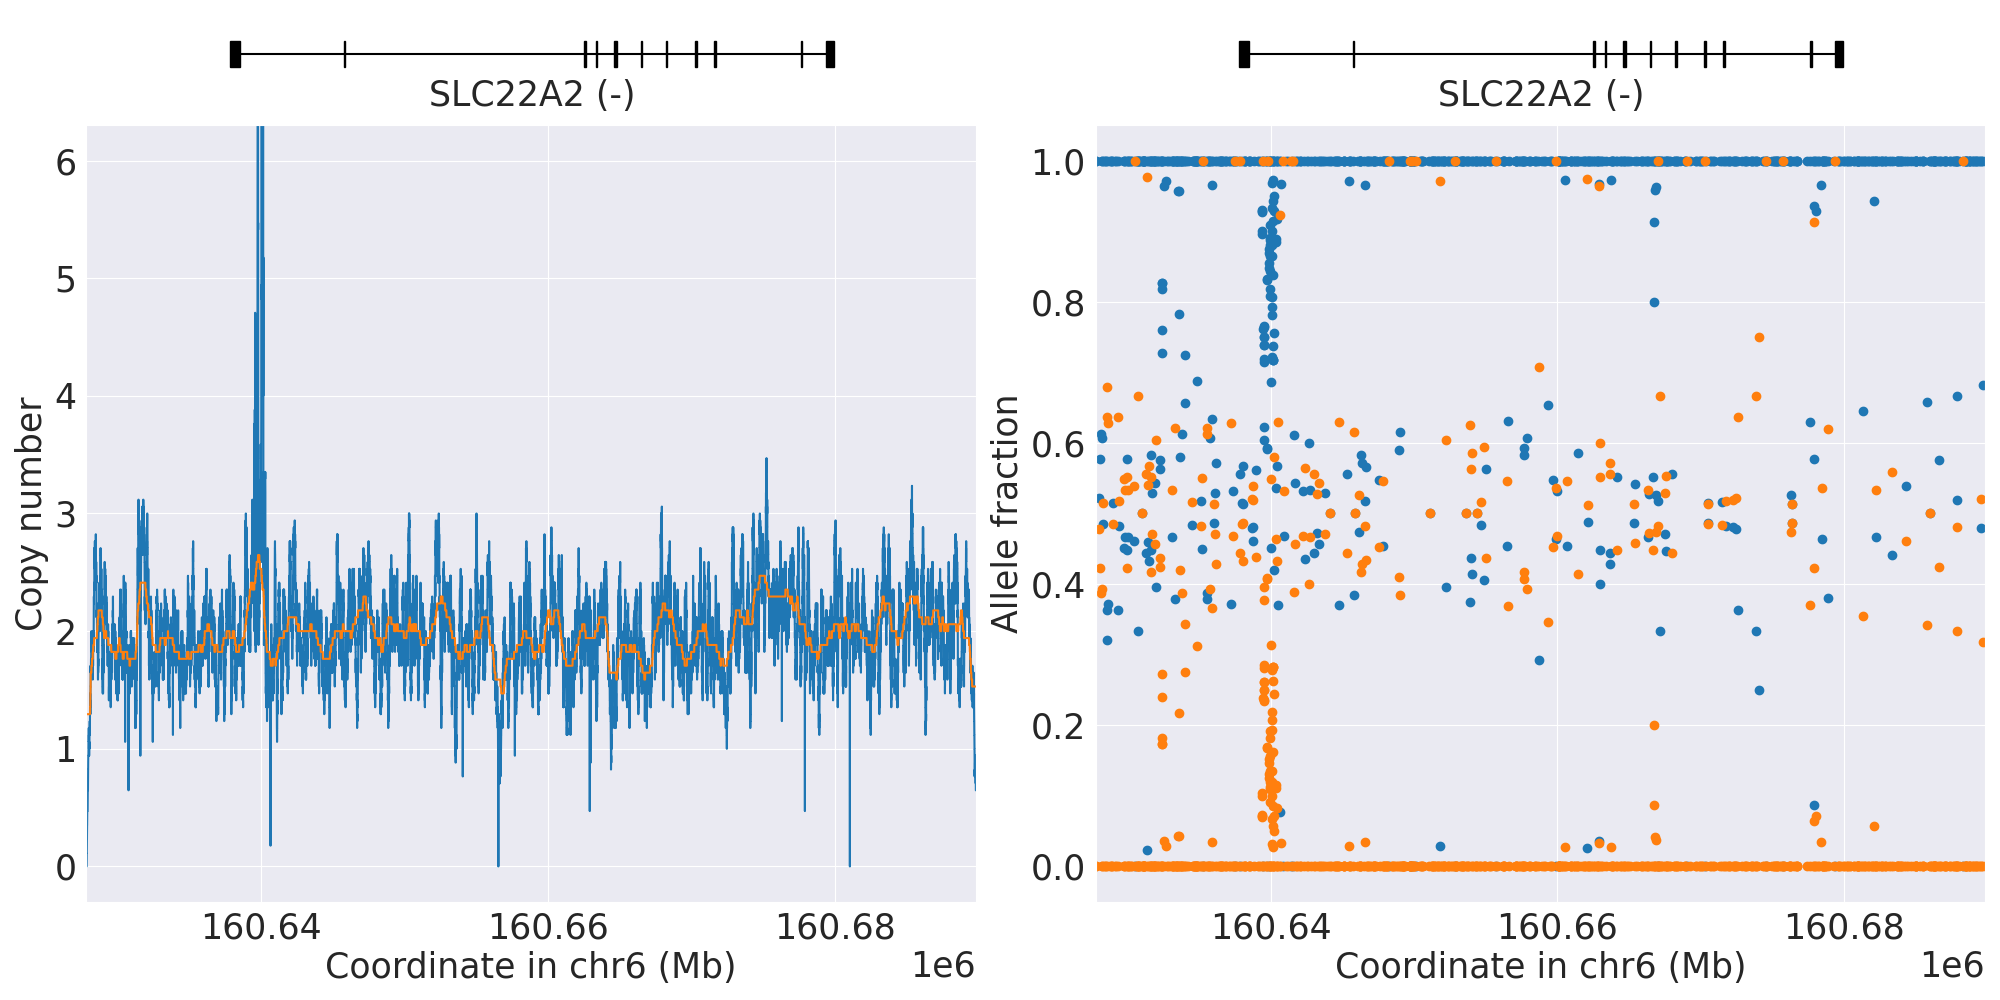 SLC22A2 (-)
Copy number
6
5
4
3
2
1
0
160.64
160.66
160.68
Coordinate in chr6 (Mb)
1e6
SLC22A2 (-)
Allele fraction
1.0
0.8
0.6
0.4
0.2
0.0
160.64
160.66
160.68
Coordinate in chr6 (Mb)
1e6